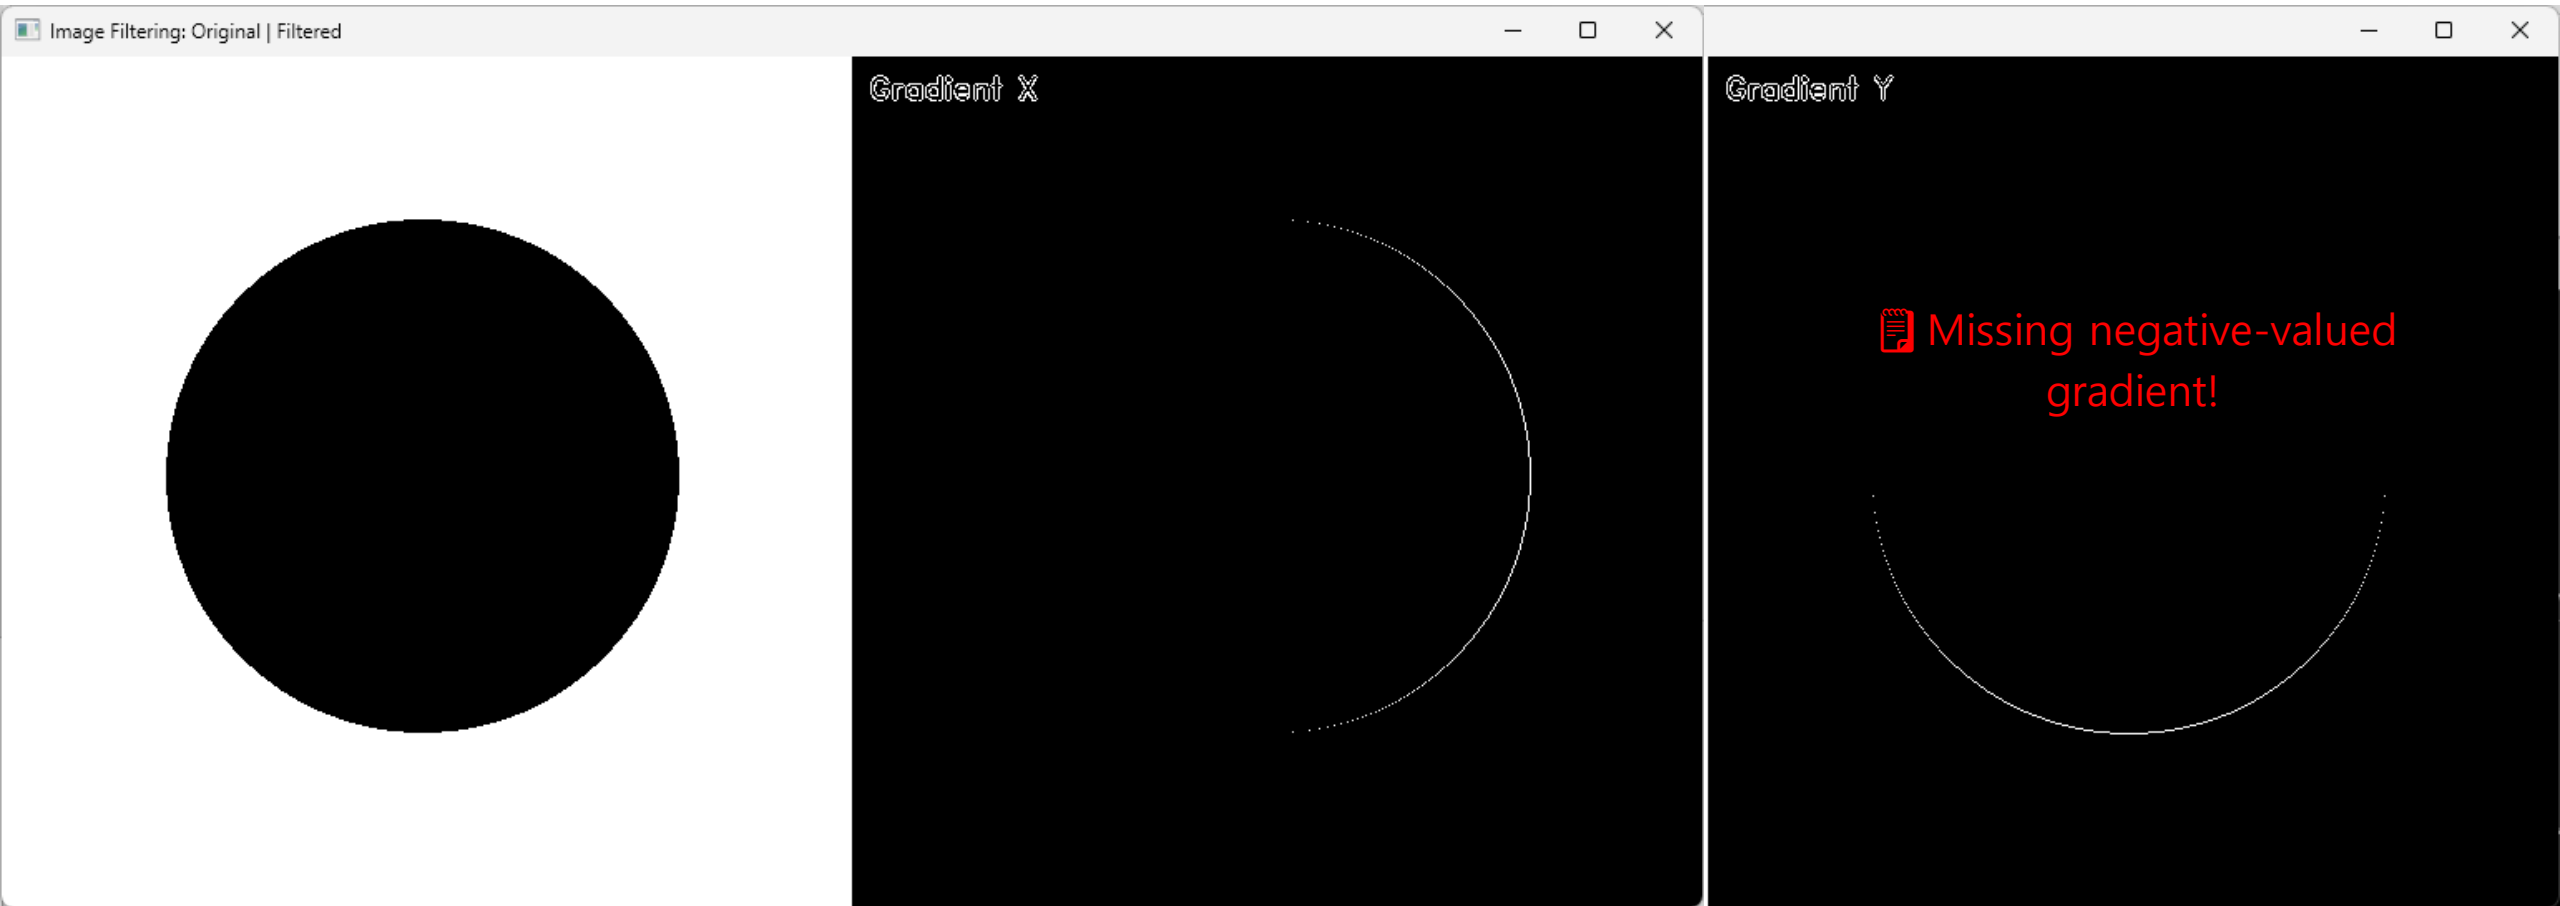 Image Filtering: Original | Filtered
Gradient X
Gradient Y
Missing negative-valued
gradient!